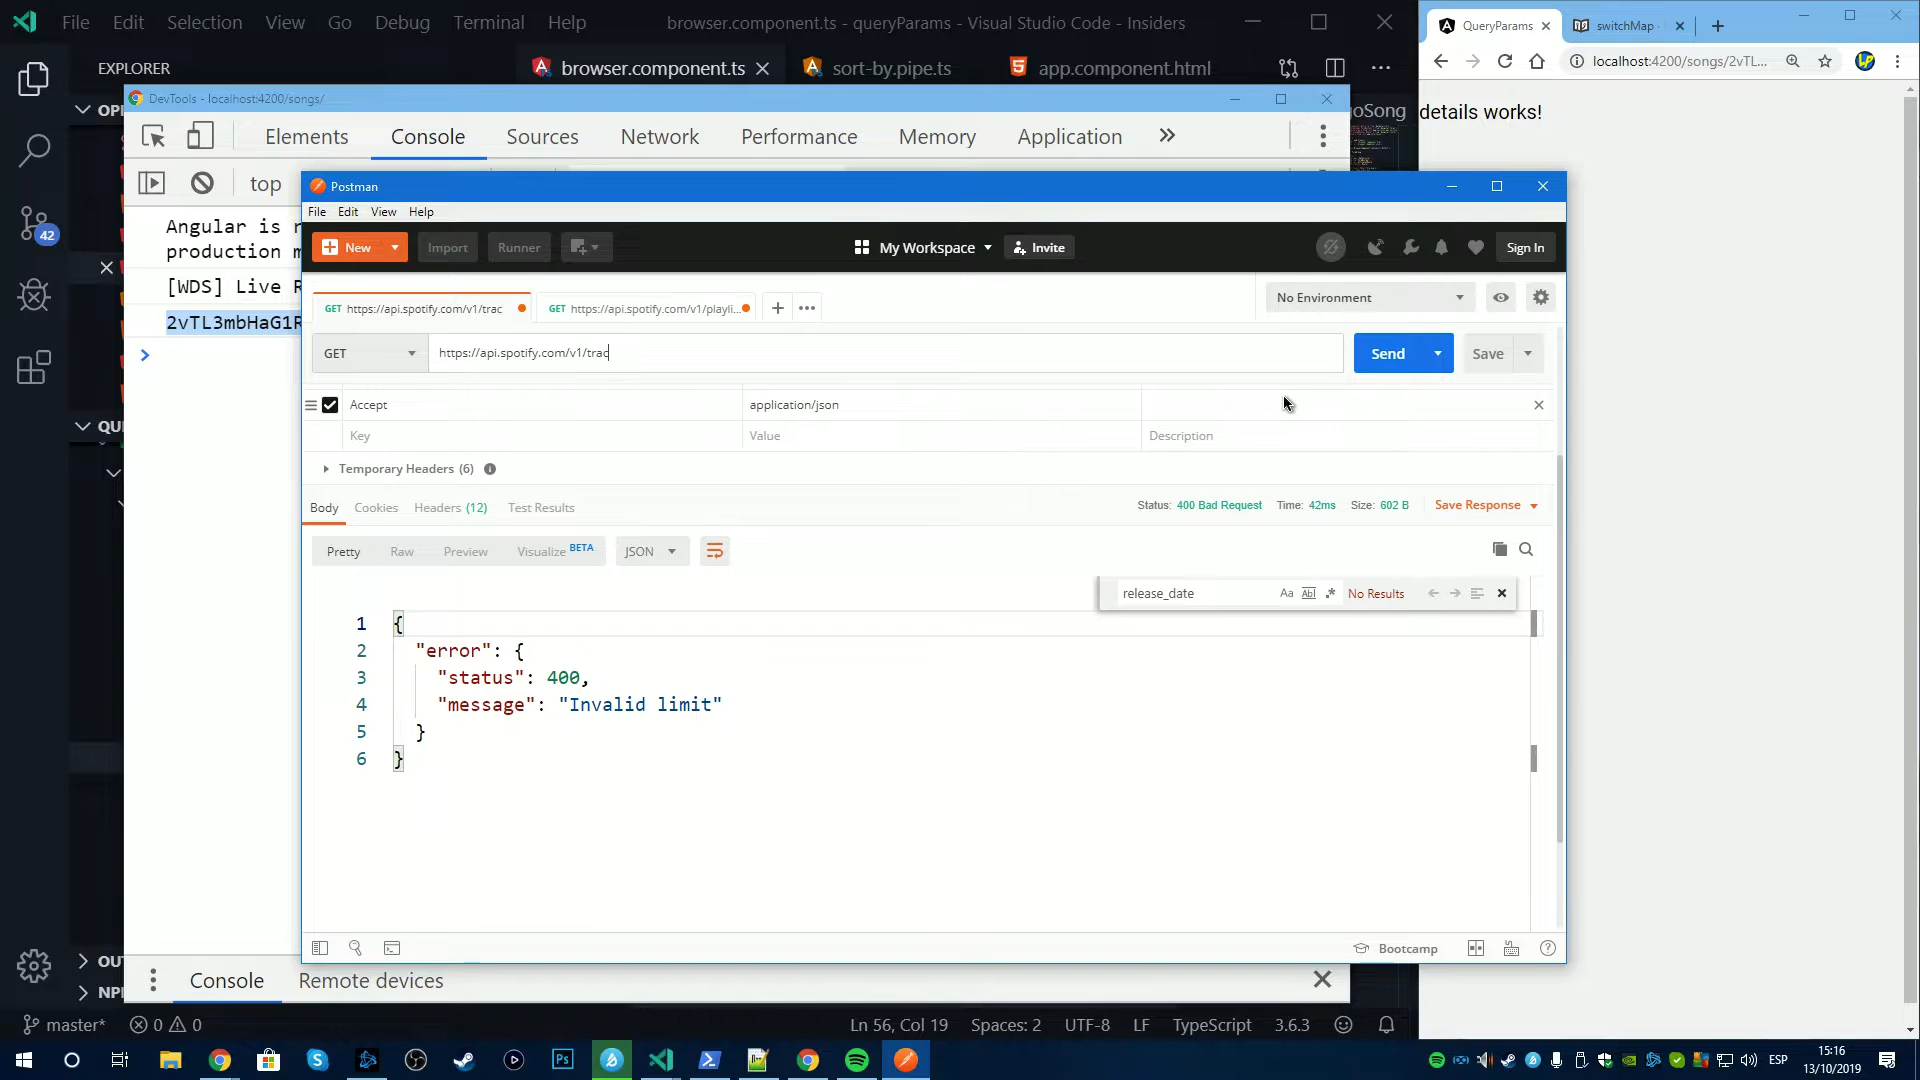 File Edit Selection View Go Debug Terminal Help
browser.component.ts - queryParams - Visual Studio Code - Insiders
EXPLORER
browser.component.ts
sort-by.pipe.ts
app.component.html
QueryParams
switchMap
localhost:4200/songs/2vTL...
details works!
DevTools - localhost:4200/songs/
Elements Console Sources Network Performance Memory Application
top
production m
[WDS] Live R
2vTL3mbHaG1R
42
Postman
File Edit View Help
New Import Runner My Workspace Invite Sign In
GET https://api.spotify.com/v1/trac
GET https://api.spotify.com/v1/playli...
No Environment
GET https://api.spotify.com/v1/trac Send Save
Accept application/json
Key Value Description
Temporary Headers (6)
Body Cookies Headers (12) Test Results
Status: 400 Bad Request Time: 42ms Size: 602 B Save Response
Pretty Raw Preview Visualize BETA JSON
release_date Aa Abl .* No Results
1 {
2 "error": {
3 "status": 400,
4 "message": "Invalid limit"
5 }
6 }
Bootcamp
Console Remote devices
master* 0 0
Ln 56, Col 19 Spaces: 2 UTF-8 LF TypeScript 3.6.3
Ps
ESP
15:16
13/10/2019